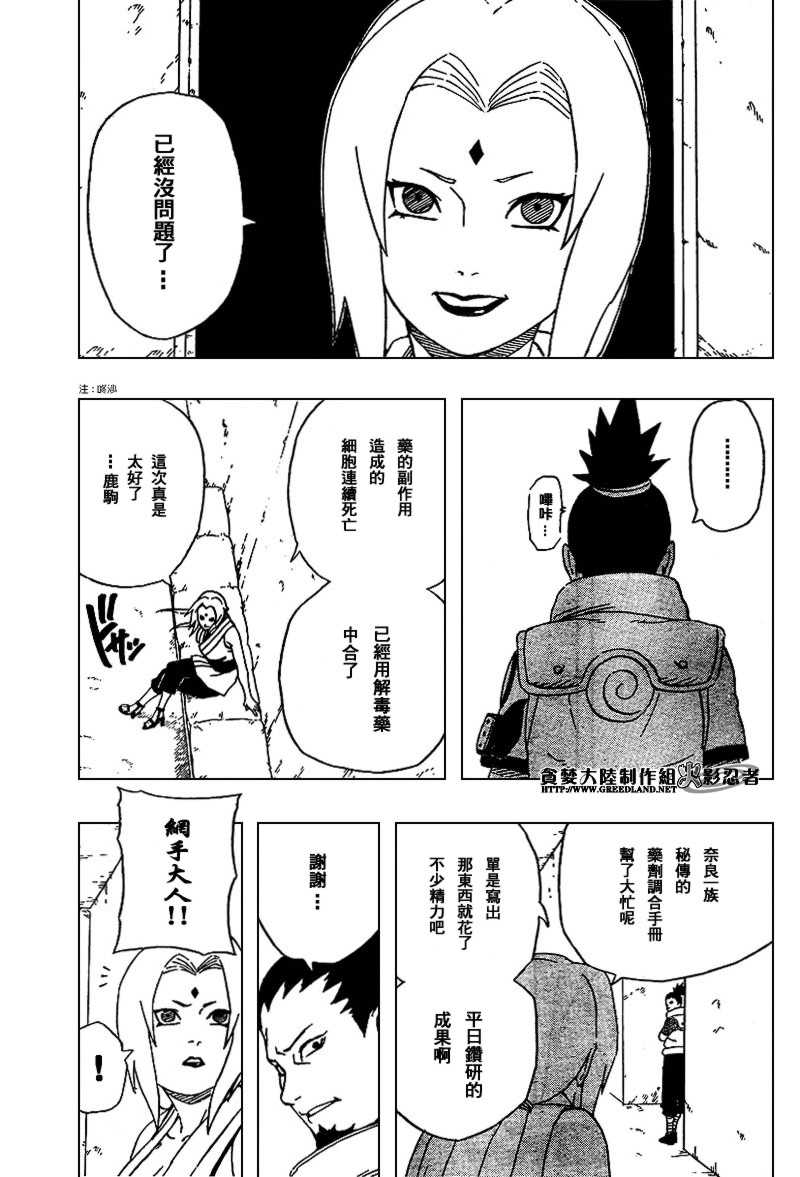 已經沒問題了…
………
嗶咔…
藥的副作用
造成的
細胞連續死亡
已經用解毒藥
中合了
這次真是
太好了
…鹿駒
ドサッ
貪婪大陸制作組 火影忍者
HTTP://WWW.GREEDLAND.NET
奈良一族
秘傳的
藥劑調合手冊
幫了大忙呢
單是寫出
那東西就花了
不少精力吧
平日鑽研的
成果啊
謝謝…
綱手大人!!
!